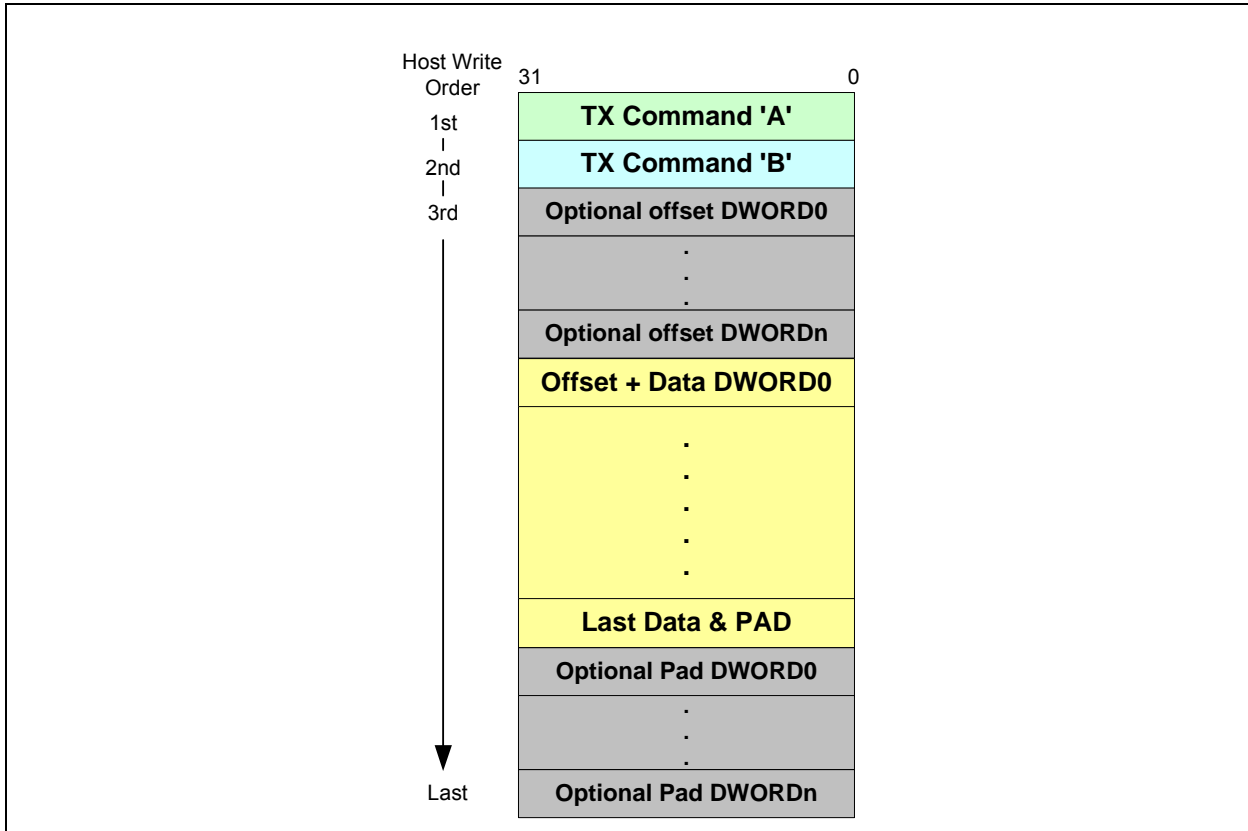 Host Write
Order
31
0
1st
TX Command 'A'
2nd
TX Command 'B'
3rd
Optional offset DWORD0
.
.
.
Optional offset DWORDn
Offset + Data DWORD0
.
.
.
.
.
Last Data & PAD
Optional Pad DWORD0
.
.
.
Last
Optional Pad DWORDn